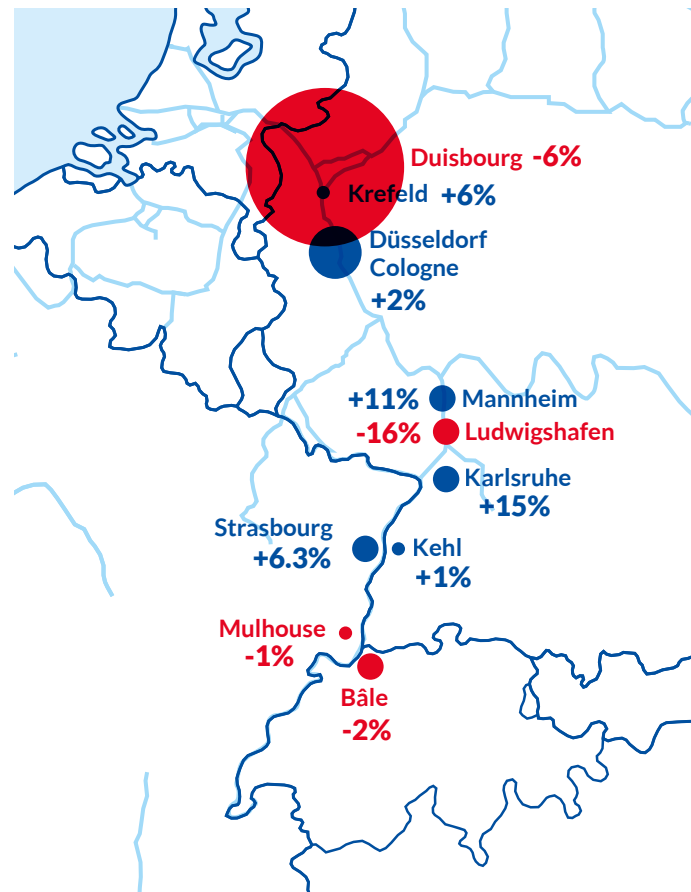 Duisbourg -6%
Krefeld +6%
Düsseldorf
Cologne
+2%
+11% Mannheim
-16% Ludwigshafen
Karlsruhe
+15%
Strasbourg
+6.3%
Kehl
+1%
Mulhouse
-1%
Bâle
-2%